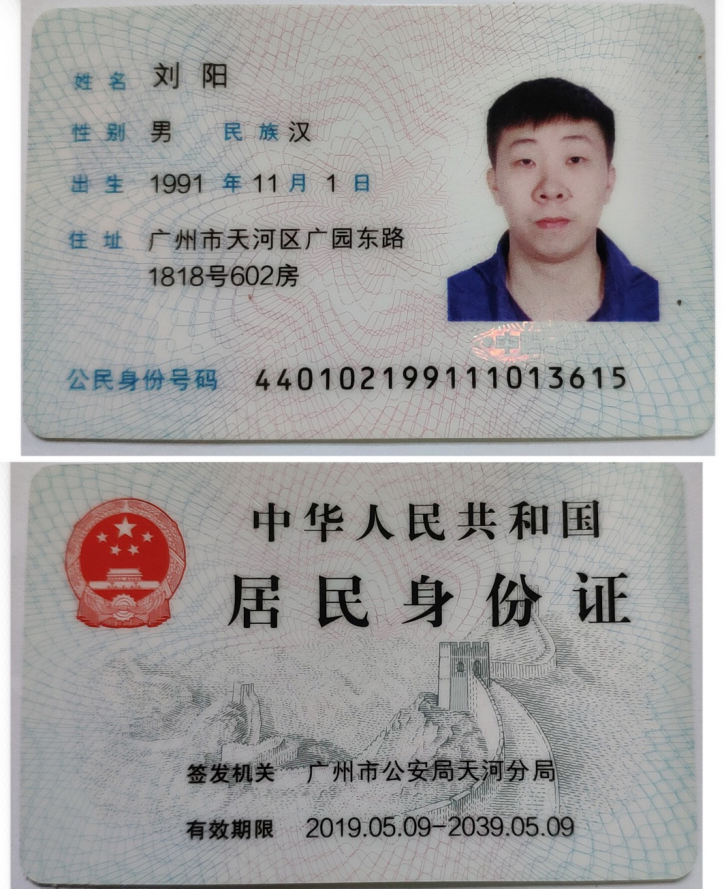 姓名 刘阳
性别 男 民族 汉
出生 1991 年 11 月 1 日
住址 广州市天河区广园东路
1818号602房
公民身份号码 440102199111013615
中华人民共和国
居民身份证
签发机关 广州市公安局天河分局
有效期限 2019.05.09-2039.05.09